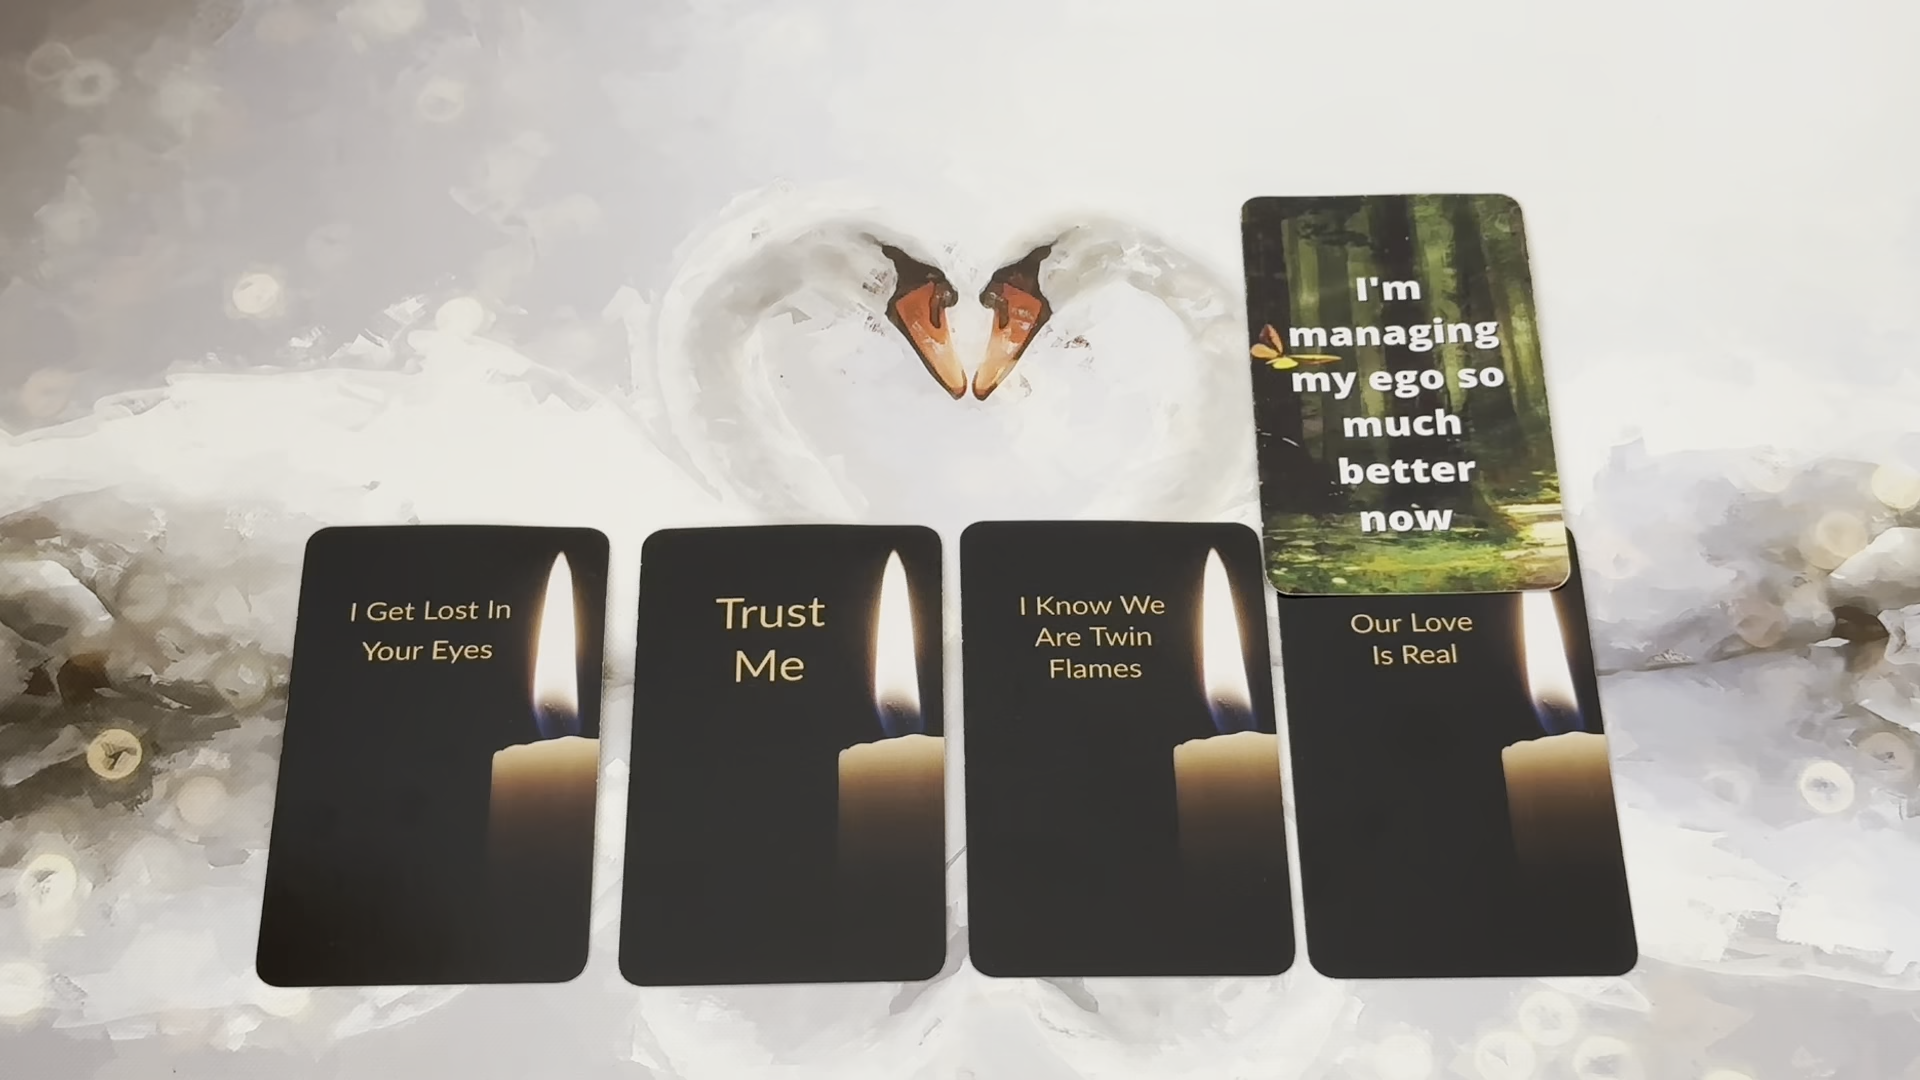 I'm
managing
my ego so
much
better
now
I Get Lost In
Your Eyes
Trust
Me
I Know We
Are Twin
Flames
Our Love
Is Real